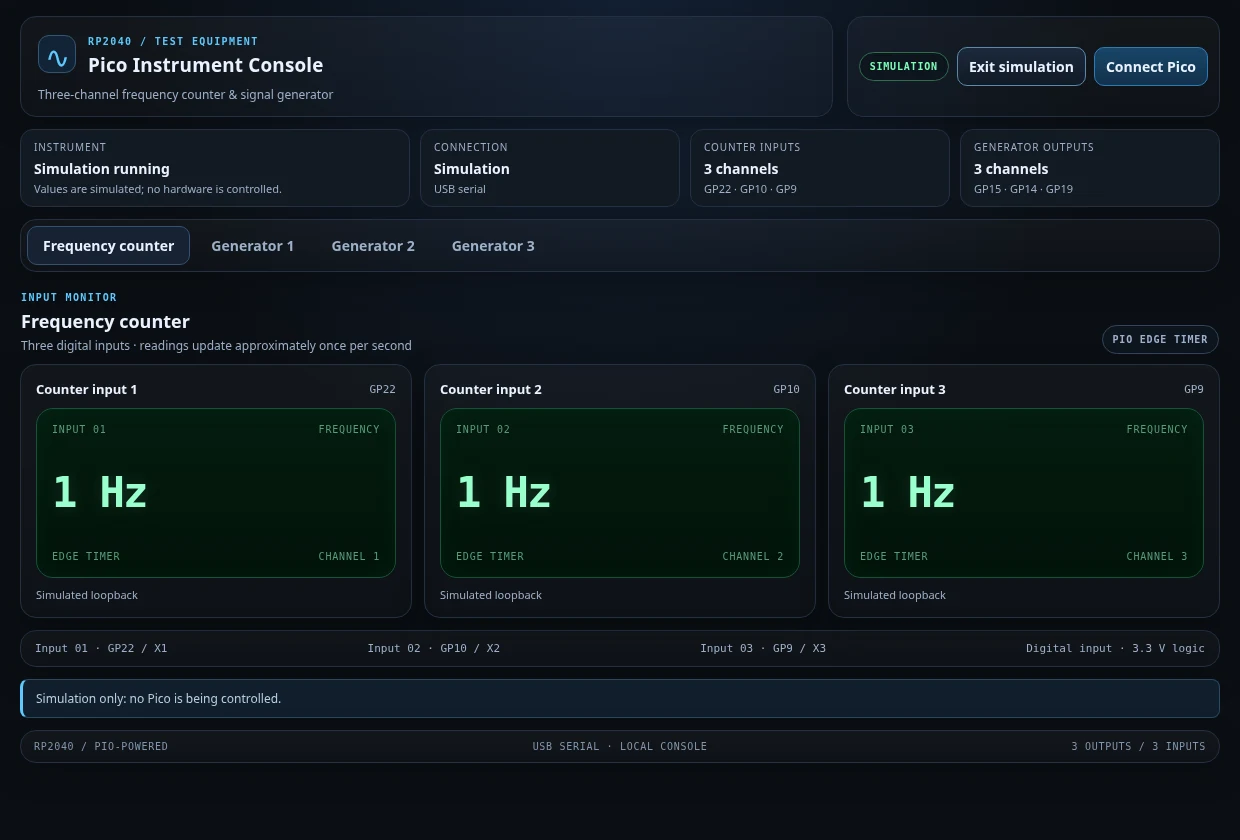 RP2040 / TEST EQUIPMENT
Pico Instrument Console
Three-channel frequency counter & signal generator
SIMULATION
Exit simulation
Connect Pico
INSTRUMENT
Simulation running
Values are simulated; no hardware is controlled.
CONNECTION
Simulation
USB serial
COUNTER INPUTS
3 channels
GP22 · GP10 · GP9
GENERATOR OUTPUTS
3 channels
GP15 · GP14 · GP19
Frequency counter
Generator 1
Generator 2
Generator 3
INPUT MONITOR
Frequency counter
Three digital inputs · readings update approximately once per second
PIO EDGE TIMER
Counter input 1
GP22
INPUT 01
FREQUENCY
1 Hz
EDGE TIMER
CHANNEL 1
Simulated loopback
Counter input 2
GP10
INPUT 02
FREQUENCY
1 Hz
EDGE TIMER
CHANNEL 2
Simulated loopback
Counter input 3
GP9
INPUT 03
FREQUENCY
1 Hz
EDGE TIMER
CHANNEL 3
Simulated loopback
Input 01 · GP22 / X1
Input 02 · GP10 / X2
Input 03 · GP9 / X3
Digital input · 3.3 V logic
Simulation only: no Pico is being controlled.
RP2040 / PIO-POWERED
USB SERIAL · LOCAL CONSOLE
3 OUTPUTS / 3 INPUTS